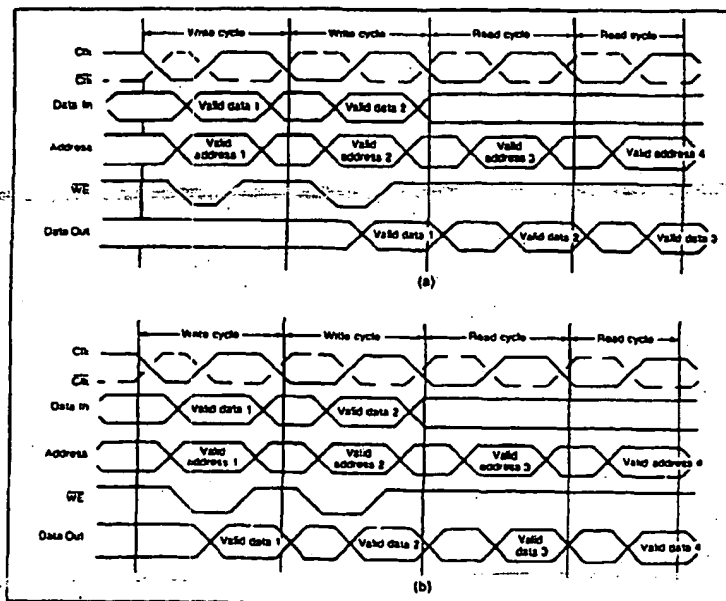 Write cycle Write cycle Read cycle Read cycle
CR
CR
Data In Valid data 1 Valid data 2
Address Valid address 1 Valid address 2 Valid address 3 Valid address 4
WE
Data Out Valid data 1 Valid data 2 Valid data 3
(a)
Write cycle Write cycle Read cycle Read cycle
CR
CR
Data In Valid data 1 Valid data 2
Address Valid address 1 Valid address 2 Valid address 3 Valid address 4
WE
Data Out Valid data 1 Valid data 2 Valid data 3 Valid data 4
(b)